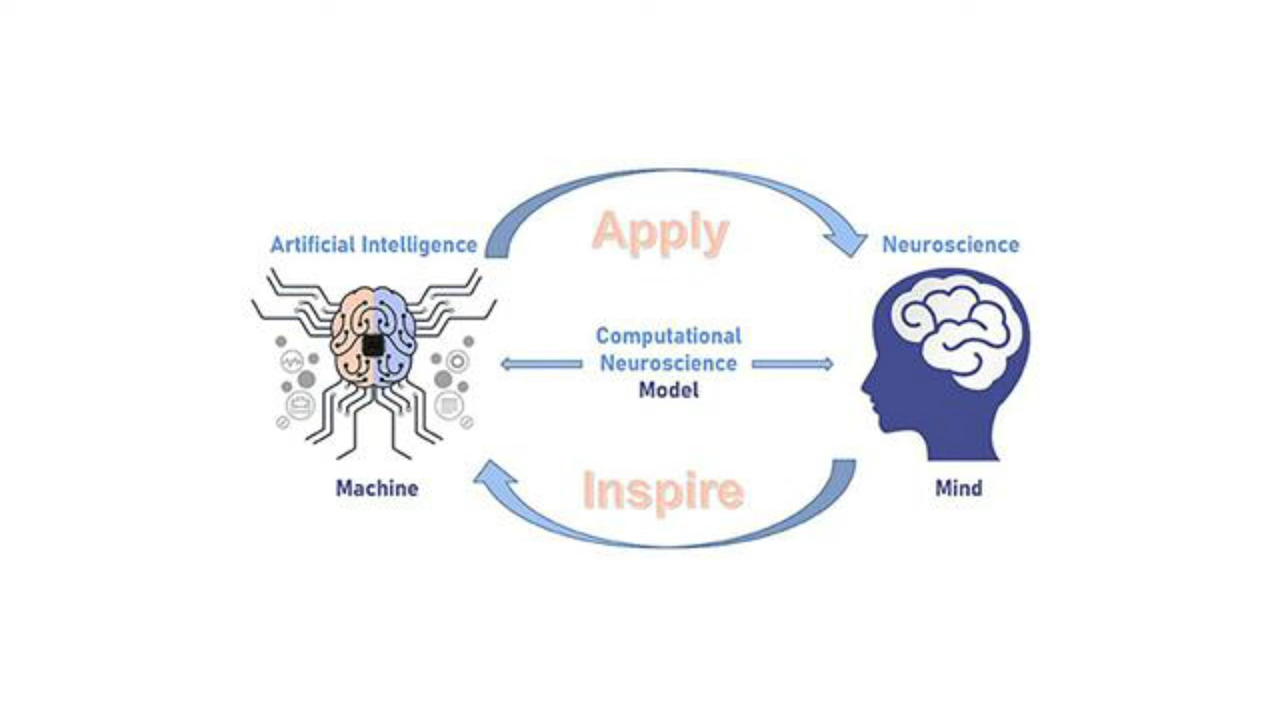 Apply
Artificial Intelligence
Neuroscience
Computational
Neuroscience
Model
Inspire
Machine
Mind